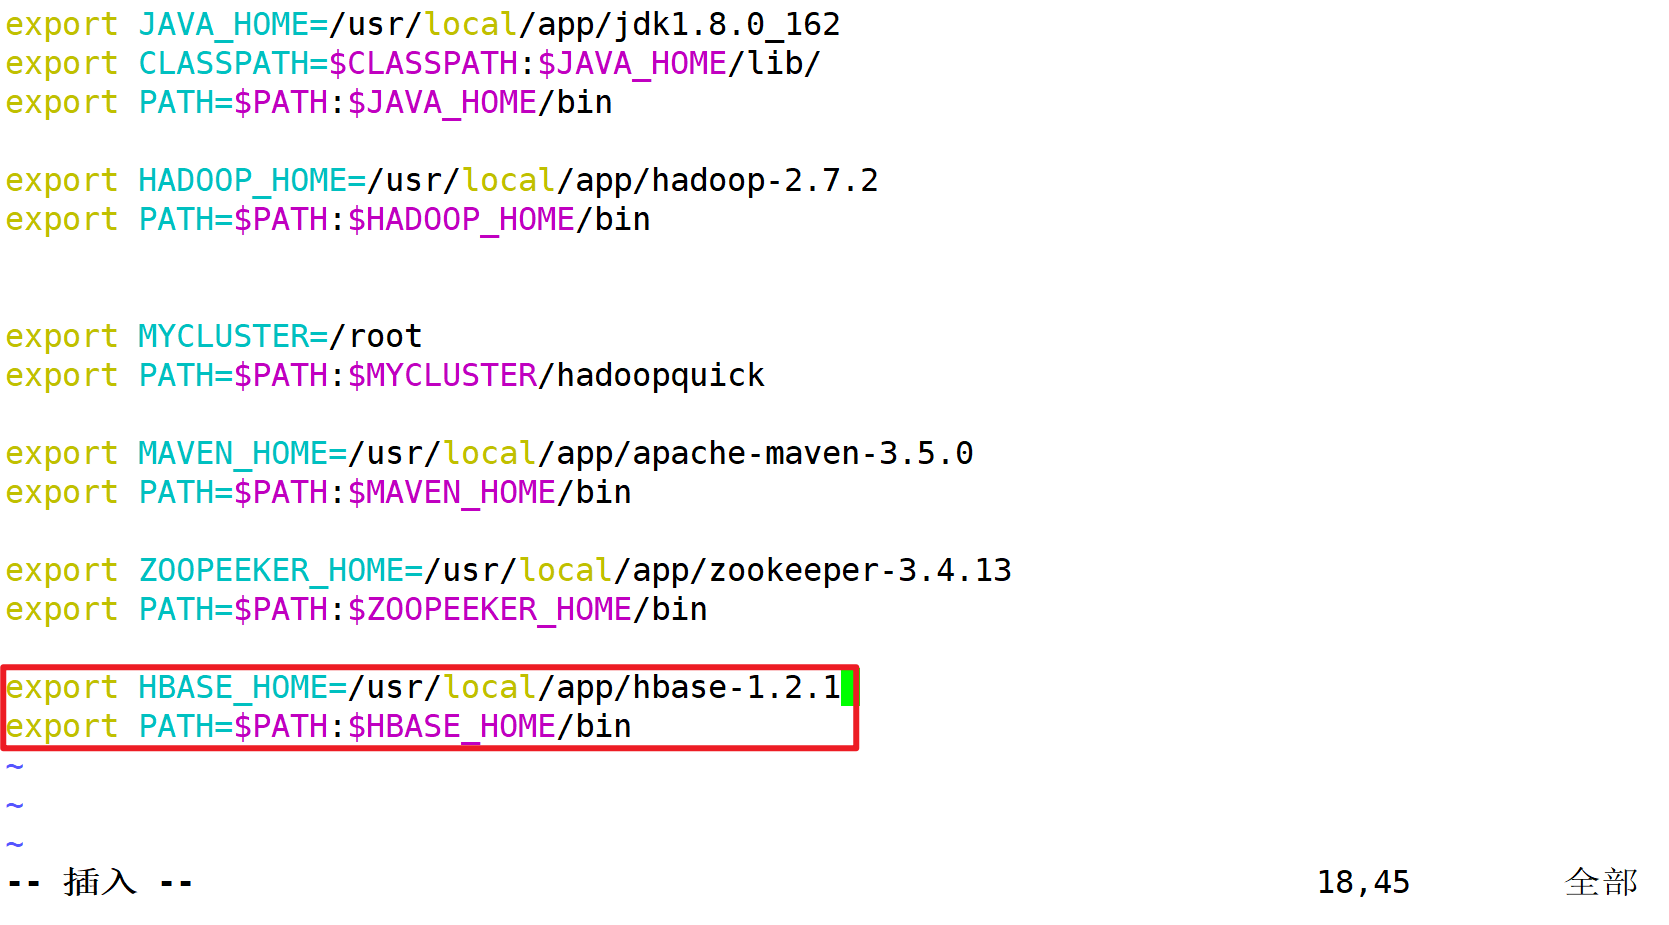 export JAVA_HOME=/usr/local/app/jdk1.8.0_162
export CLASSPATH=$CLASSPATH:$JAVA_HOME/lib/
export PATH=$PATH:$JAVA_HOME/bin
export HADOOP_HOME=/usr/local/app/hadoop-2.7.2
export PATH=$PATH:$HADOOP_HOME/bin
export MYCLUSTER=/root
export PATH=$PATH:$MYCLUSTER/hadoopquick
export MAVEN_HOME=/usr/local/app/apache-maven-3.5.0
export PATH=$PATH:$MAVEN_HOME/bin
export ZOOPEEKER_HOME=/usr/local/app/zookeeper-3.4.13
export PATH=$PATH:$ZOOPEEKER_HOME/bin
export HBASE_HOME=/usr/local/app/hbase-1.2.1
export PATH=$PATH:$HBASE_HOME/bin
~
~
~
-- 插入 -- 18,45 全部